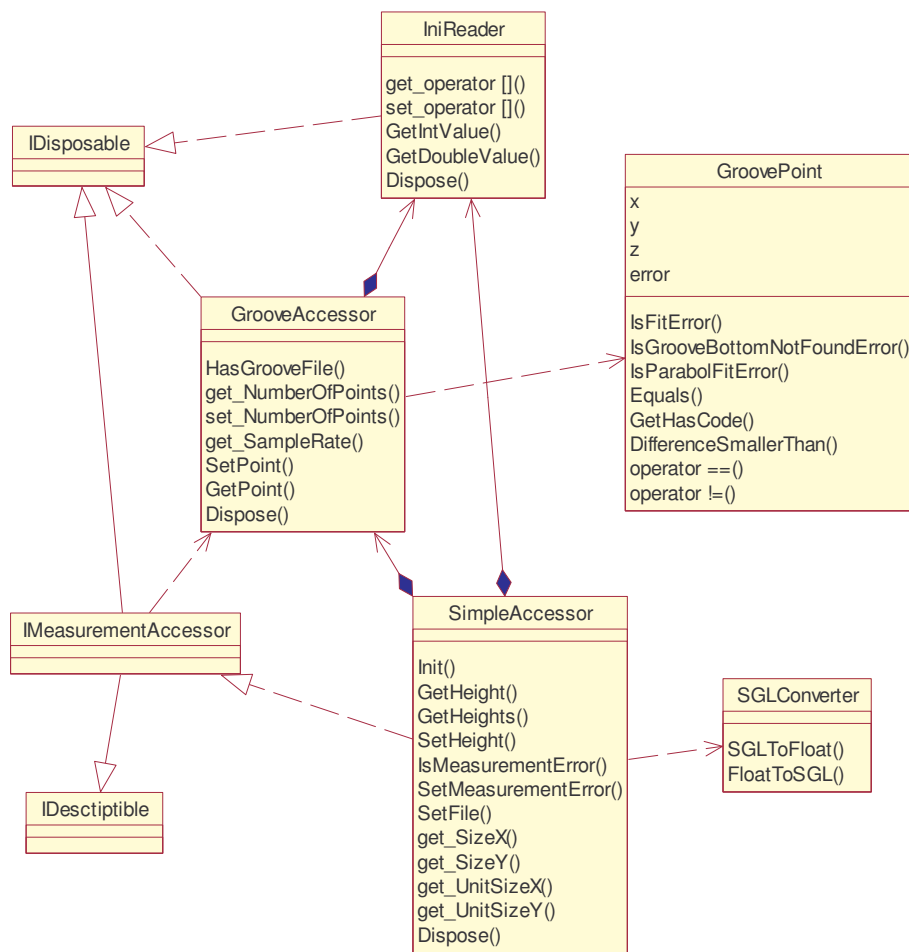 IniReader
get_operator []()
set_operator []()
GetIntValue()
GetDoubleValue()
Dispose()
IDisposable
GroovePoint
x
y
z
error
IsFitError()
IsGrooveBottomNotFoundError()
IsParabolFitError()
Equals()
GetHasCode()
DifferenceSmallerThan()
operator ==()
operator !=()
GrooveAccessor
HasGrooveFile()
get_NumberOfPoints()
set_NumberOfPoints()
get_SampleRate()
SetPoint()
GetPoint()
Dispose()
IMeasurementAccessor
SimpleAccessor
Init()
GetHeight()
GetHeights()
SetHeight()
IsMeasurementError()
SetMeasurementError()
SetFile()
get_SizeX()
get_SizeY()
get_UnitSizeX()
get_UnitSizeY()
Dispose()
SGLConverter
SGLToFloat()
FloatToSGL()
IDesctiptible